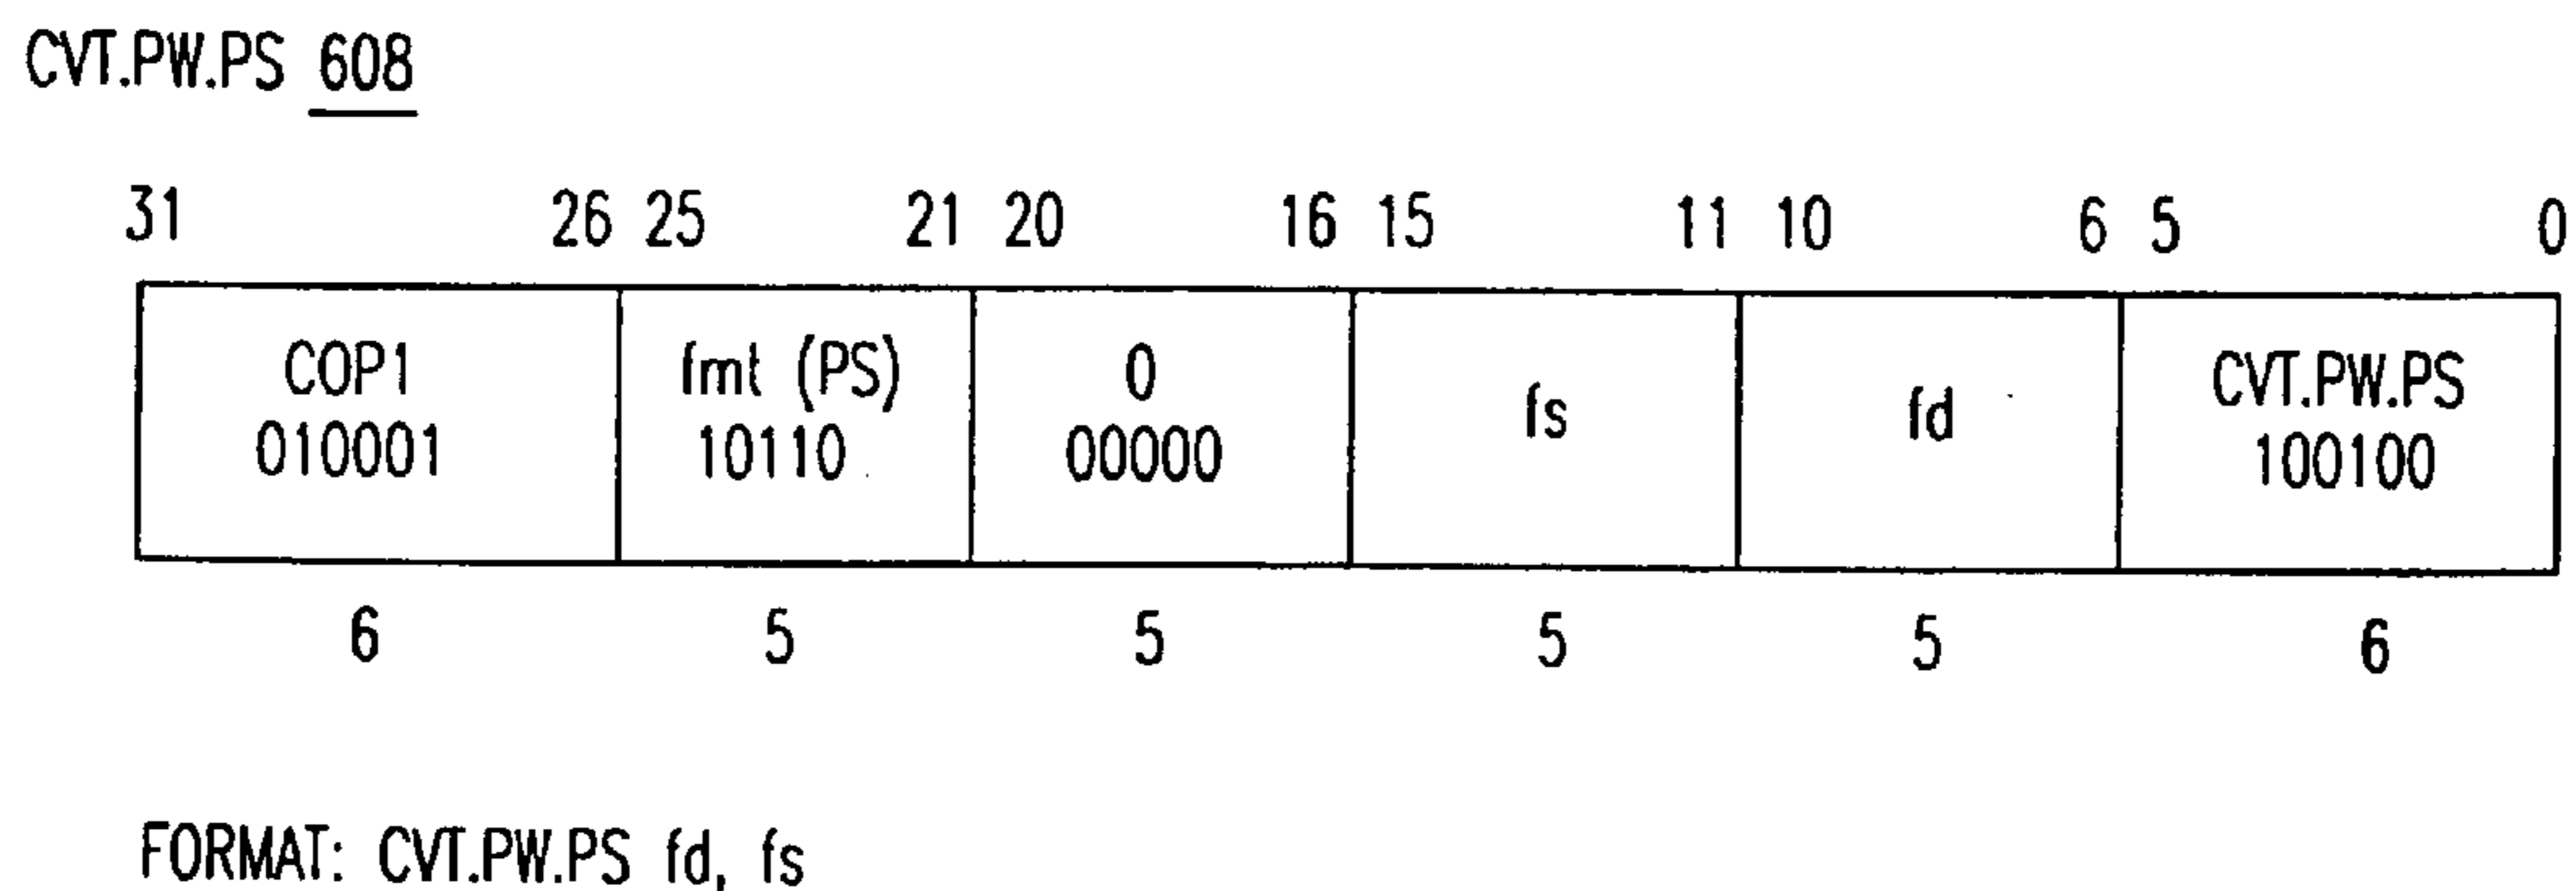 CVT.PW.PS 608
31 26 25 21 20 16 15 11 10 6 5 0
COP1 fmt (PS) 0 fs fd CVT.PW.PS
010001 10110 00000 100100
6 5 5 5 5 6
FORMAT: CVT.PW.PS fd, fs